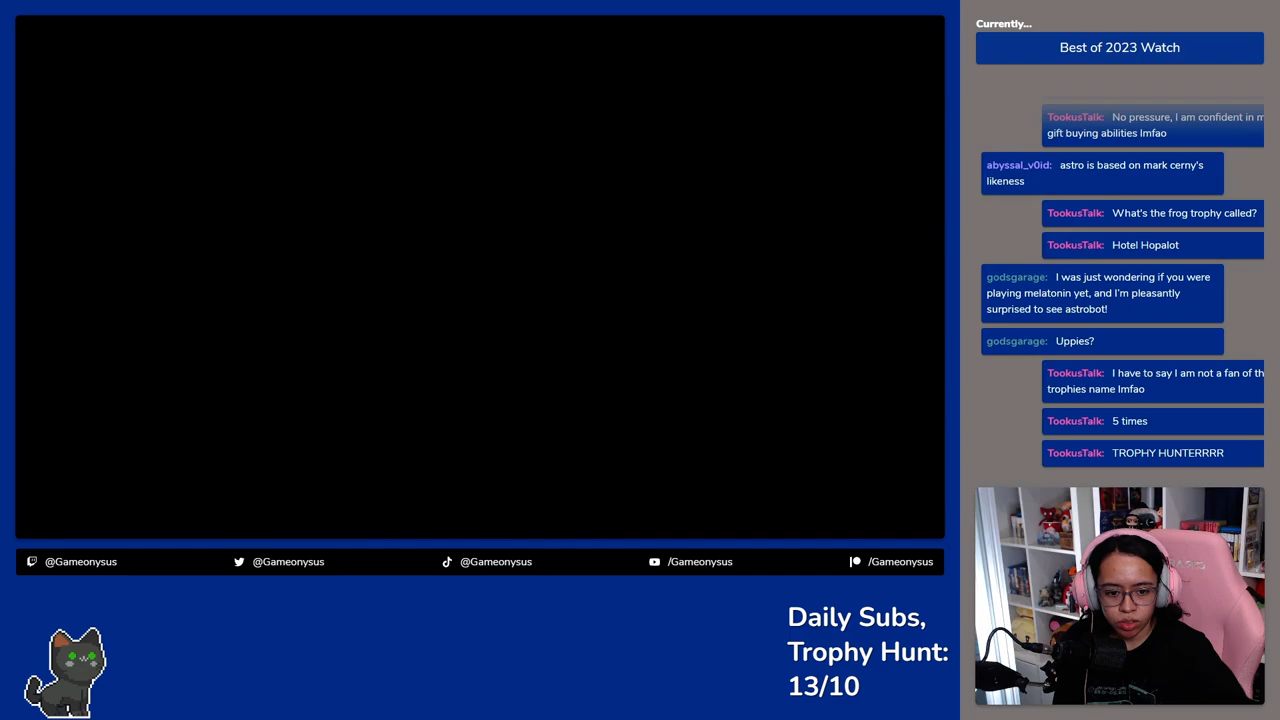 Currently...
Best of 2023 Watch
TookusTalk: No pressure, I am confident in m
gift buying abilities lmfao
abyssal_v0id: astro is based on mark cerny's
likeness
TookusTalk: What's the frog trophy called?
TookusTalk: Hotel Hopalot
godsgarage: I was just wondering if you were
playing melatonin yet, and I'm pleasantly
surprised to see astrobot!
godsgarage: Uppies?
TookusTalk: I have to say I am not a fan of th
trophies name lmfao
TookusTalk: 5 times
TookusTalk: TROPHY HUNTERRRR
@Gameonysus
@Gameonysus
@Gameonysus
/Gameonysus
/Gameonysus
Daily Subs,
Trophy Hunt:
13/10